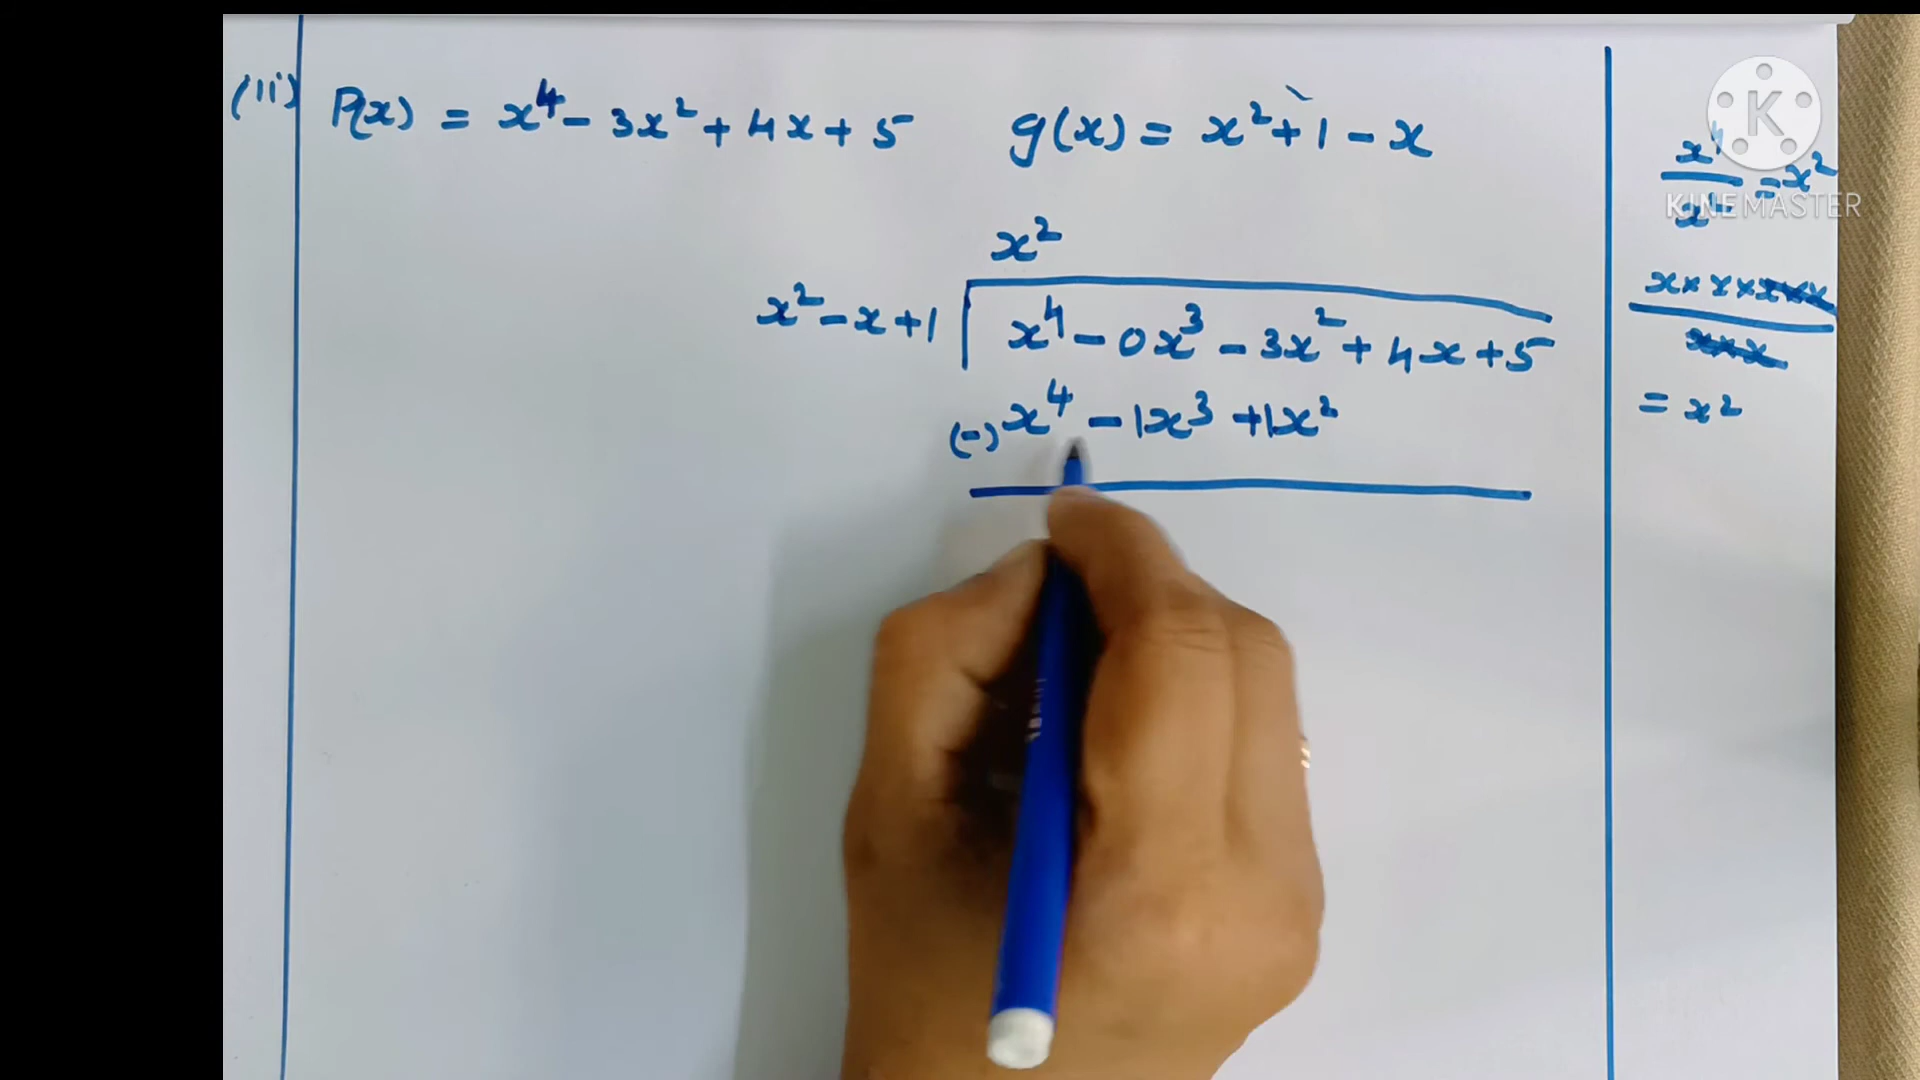 (ii) P(x) = x⁴ - 3x² + 4x + 5 g(x) = x² + 1 - x
x²
x² - x + 1 x⁴ - 0x³ - 3x² + 4x + 5
(-) x⁴ - 1x³ + 1x²
x⁴
= x²
x²
x × x × x × x
x × x
= x²
K
KINEMASTER